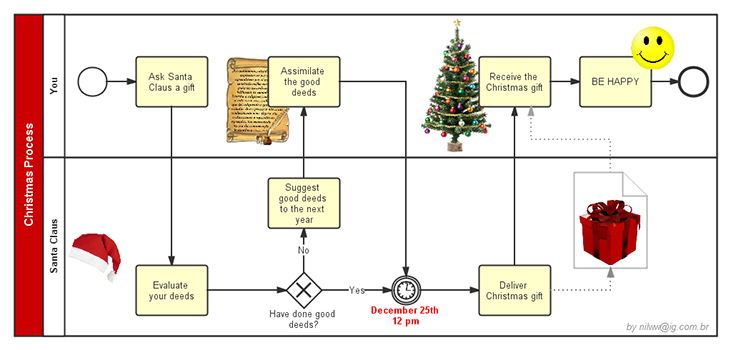 Christmas Process
You
Ask Santa
Claus a gift
Assimilate
the good
deeds
Receive the
Christmas gift
BE HAPPY
Santa Claus
Suggest
good deeds
to the next
year
No
Evaluate
your deeds
Have done good
deeds?
Yes
December 25th
12 pm
Deliver
Christmas gift
by nilww@ig.com.br